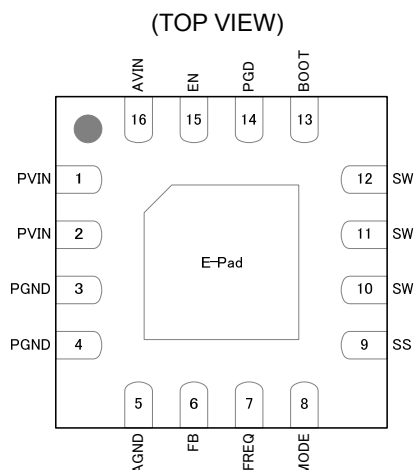 (TOP VIEW)
AVIN EN PGD BOOT
16 15 14 13
PVIN 1 12 SW
PVIN 2 11 SW
E-Pad
PGND 3 10 SW
PGND 4 9 SS
5 6 7 8
AGND FB FREQ MODE